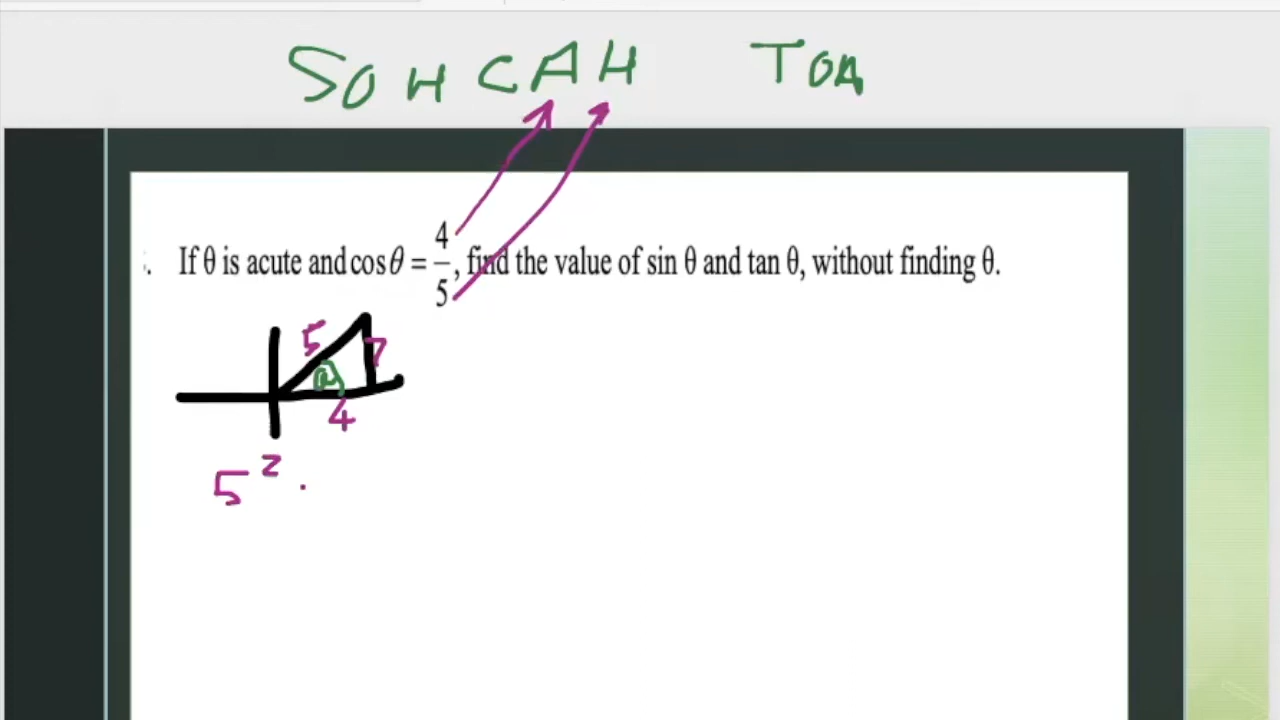 SOH CAH TOA
. If θ is acute and cos θ = 4/5, find the value of sin θ and tan θ, without finding θ.
5
4
5²